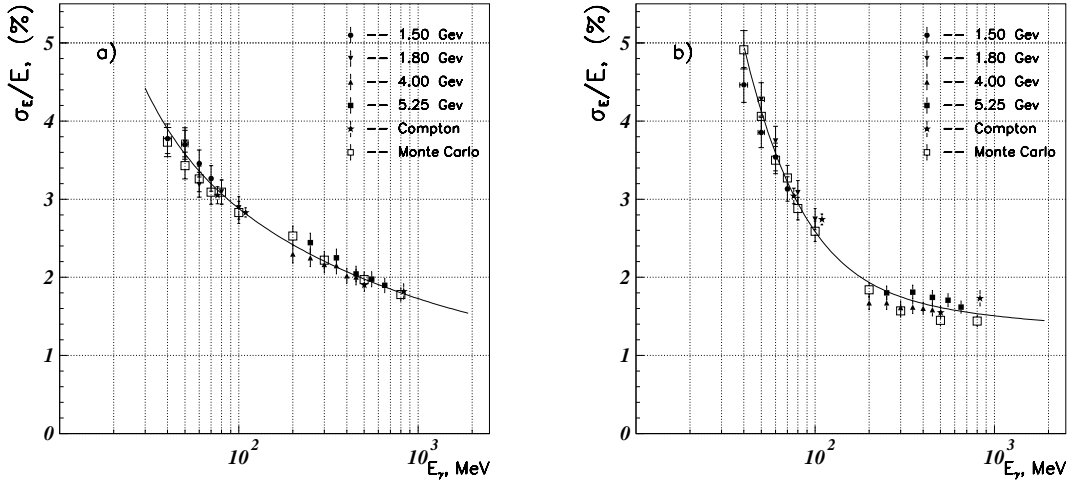 σE/E, (%)
a)
1.50 Gev
1.80 Gev
4.00 Gev
5.25 Gev
Compton
Monte Carlo
5
4
3
2
1
0
10² 10³
Eγ, MeV
σE/E, (%)
b)
1.50 Gev
1.80 Gev
4.00 Gev
5.25 Gev
Compton
Monte Carlo
5
4
3
2
1
0
10² 10³
Eγ, MeV